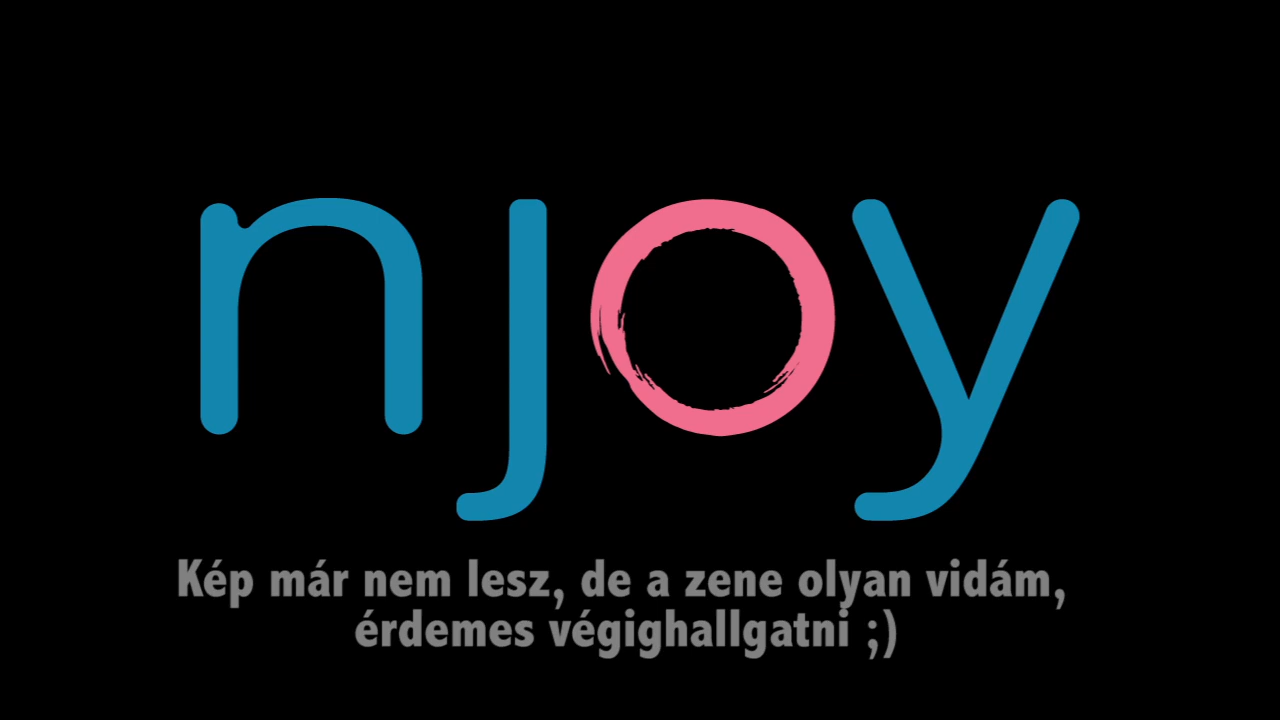 njoy
Kép már nem lesz, de a zene olyan vidám,
érdemes végighallgatni ;)